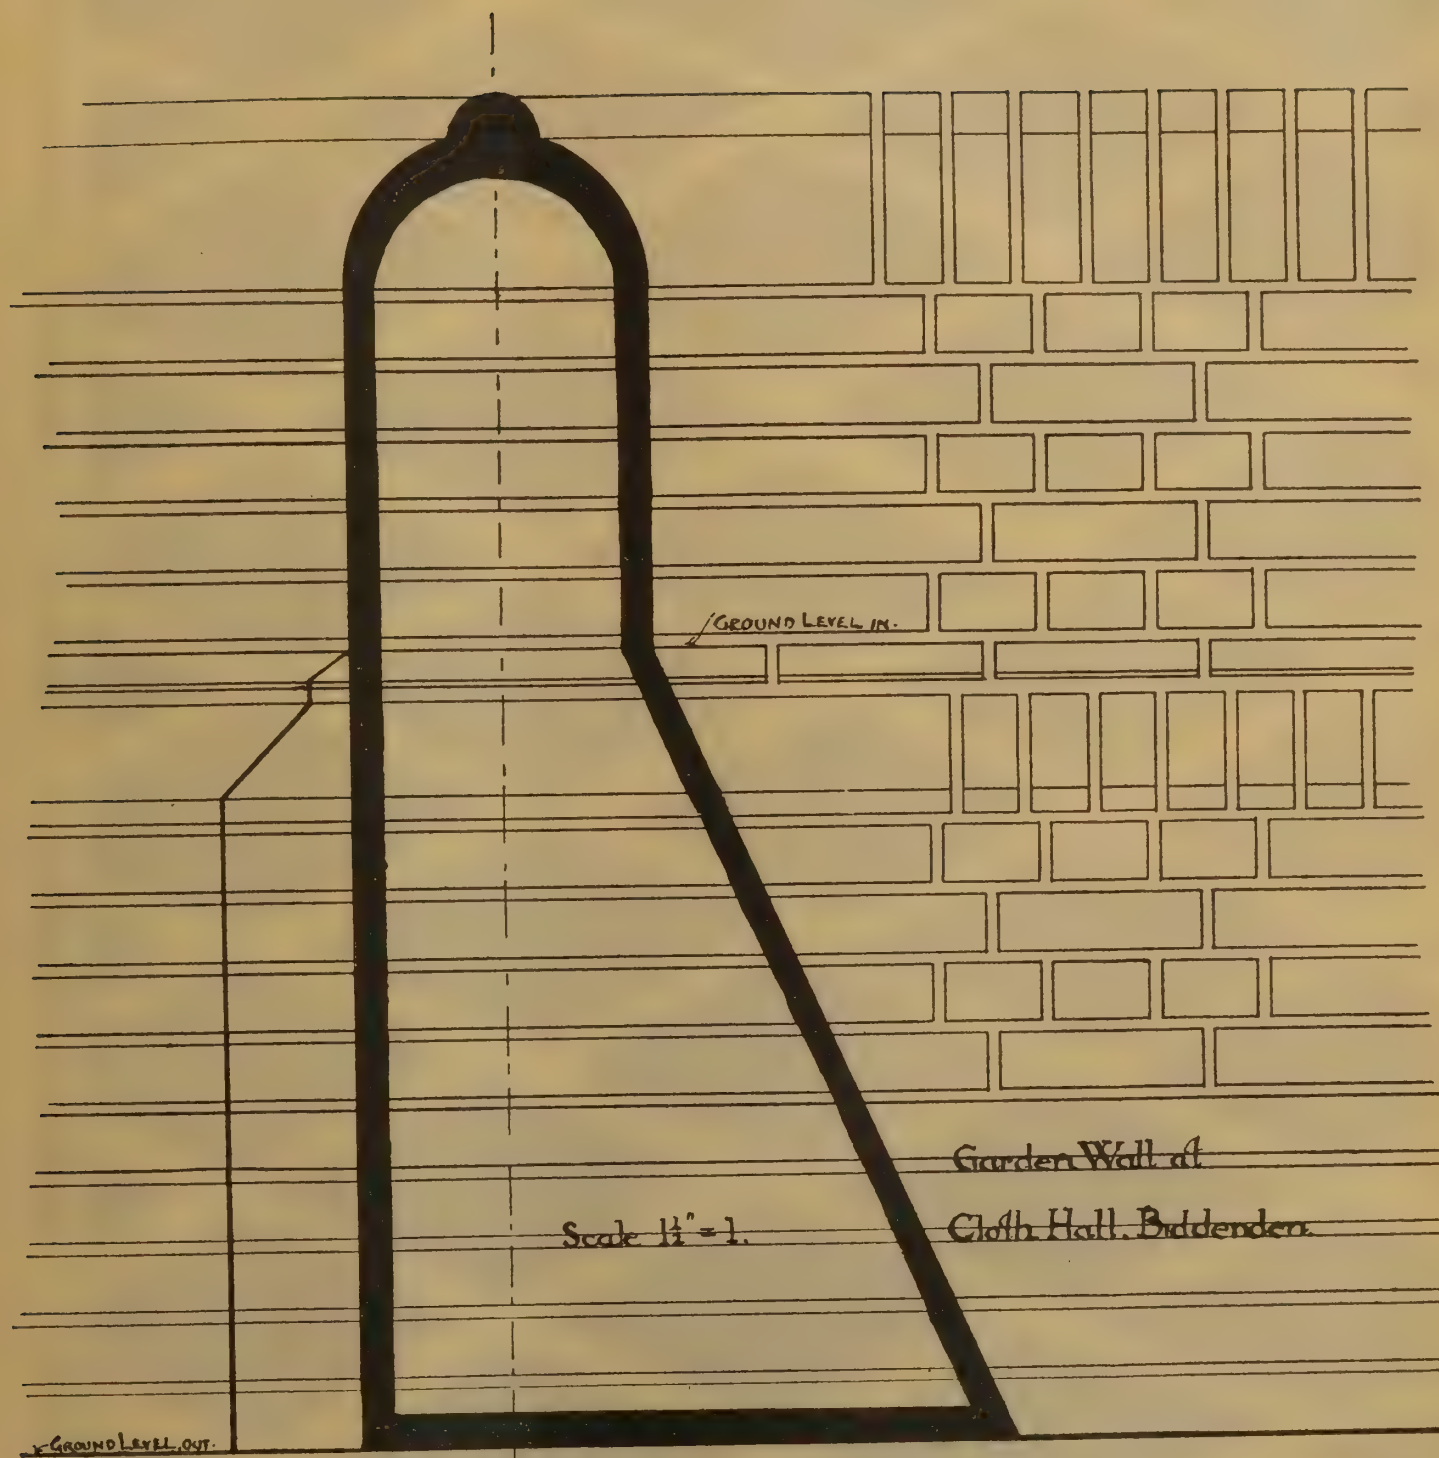 GROUND LEVEL IN.
Garden Wall at
Scale 1½" = 1.
Cloth Hall. Biddenden.
GROUND LEVEL OUT.